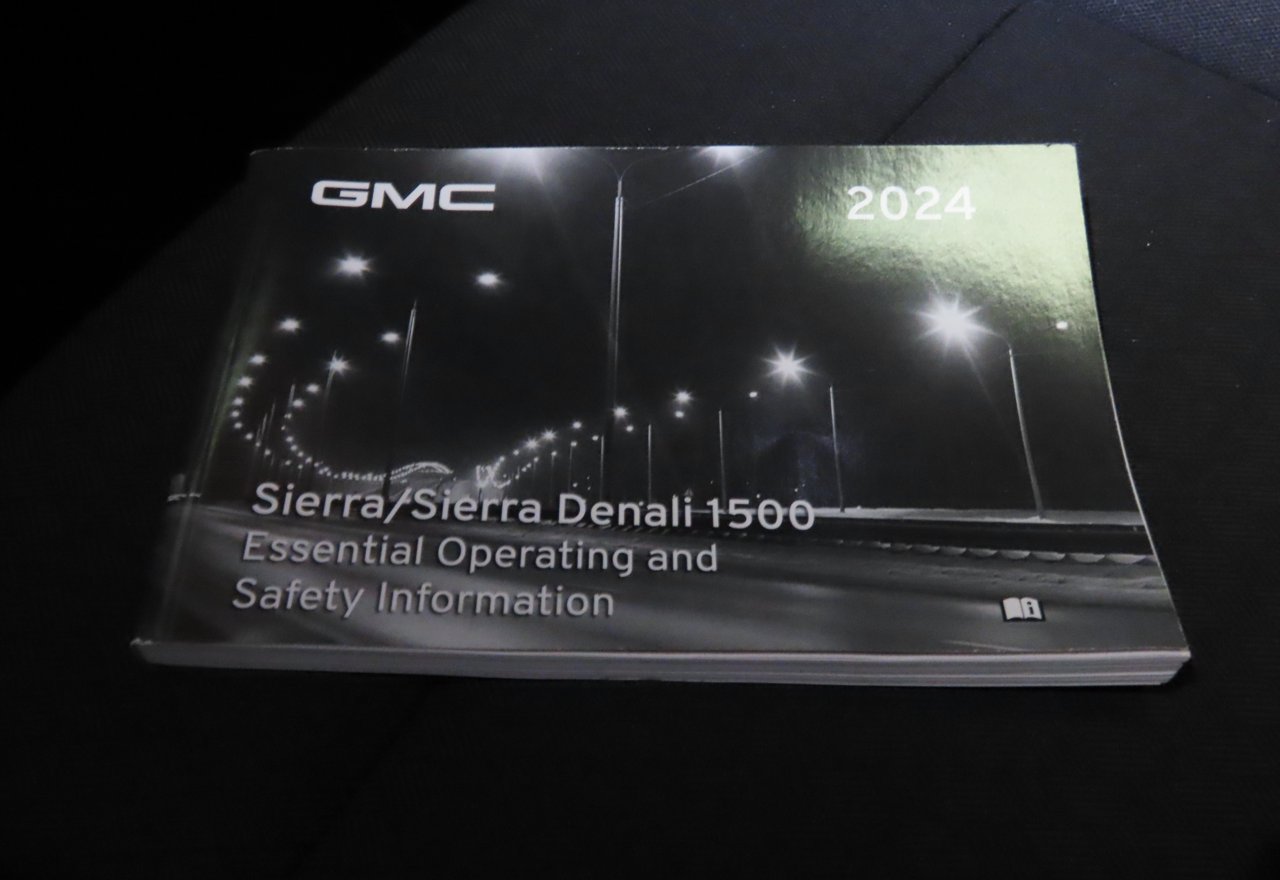 GMC
2024
Sierra/Sierra Denali 1500
Essential Operating and
Safety Information